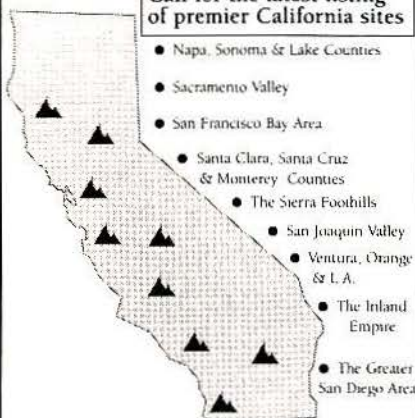 of premier California sites
• Napa, Sonoma & Lake Counties
• Sacramento Valley
• San Francisco Bay Area
• Santa Clara, Santa Cruz
& Monterey Counties
• The Sierra Foothills
• San Joaquin Valley
• Ventura, Orange
& L.A.
• The Inland
Empire
• The Greater
San Diego Area